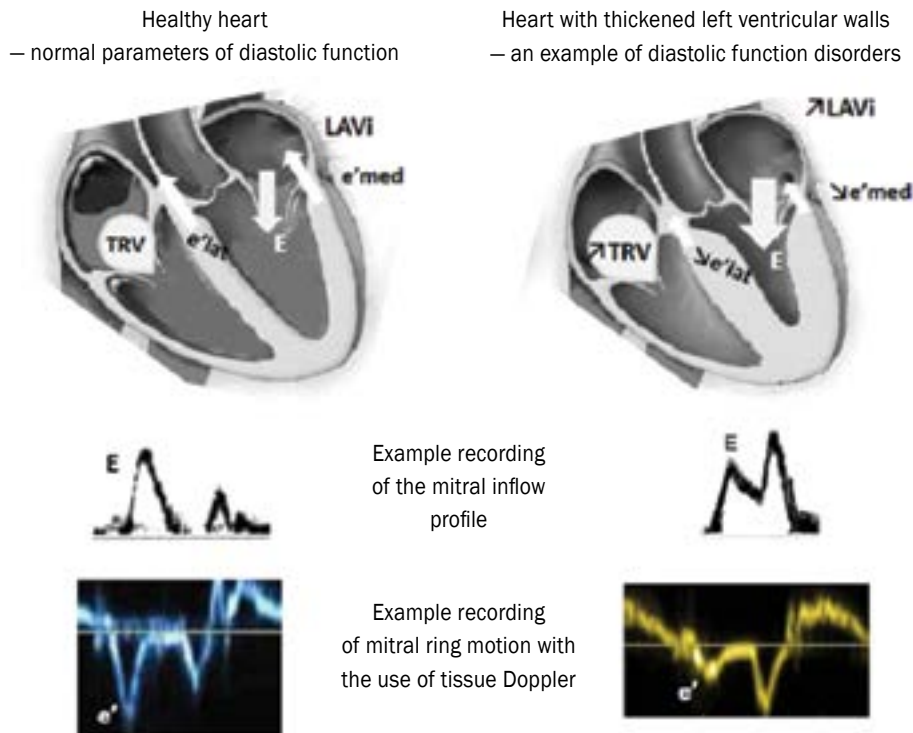 Healthy heart
— normal parameters of diastolic function
Heart with thickened left ventricular walls
— an example of diastolic function disorders
LAVi
e'med
TRV
e'lat
E
↗LAVi
↘e'med
↗TRV
↘e'lat
E
E
Example recording
of the mitral inflow
profile
E
e'
Example recording
of mitral ring motion with
the use of tissue Doppler
e'